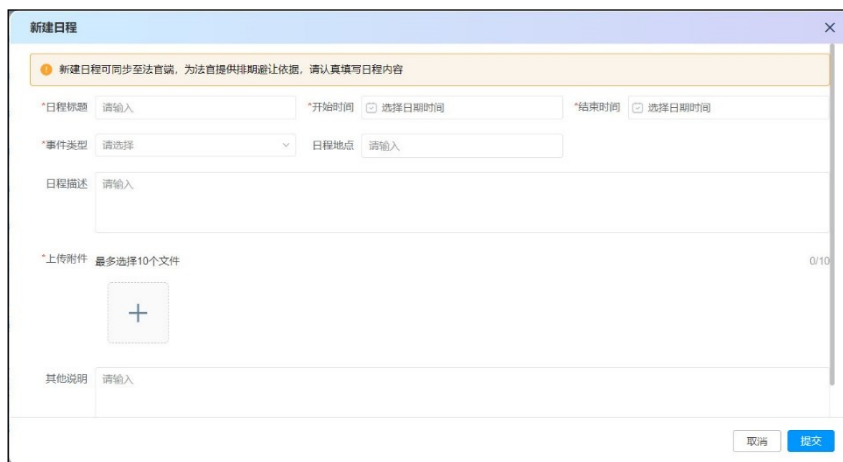 新建日程
新建日程可同步至法官端，为法官提供排期避让依据，请认真填写日程内容
*日程标题 请输入 *开始时间 选择日期时间 *结束时间 选择日期时间
*事件类型 请选择 日程地点 请输入
日程描述 请输入
*上传附件 最多选择10个文件 0/10
其他说明 请输入
取消 提交